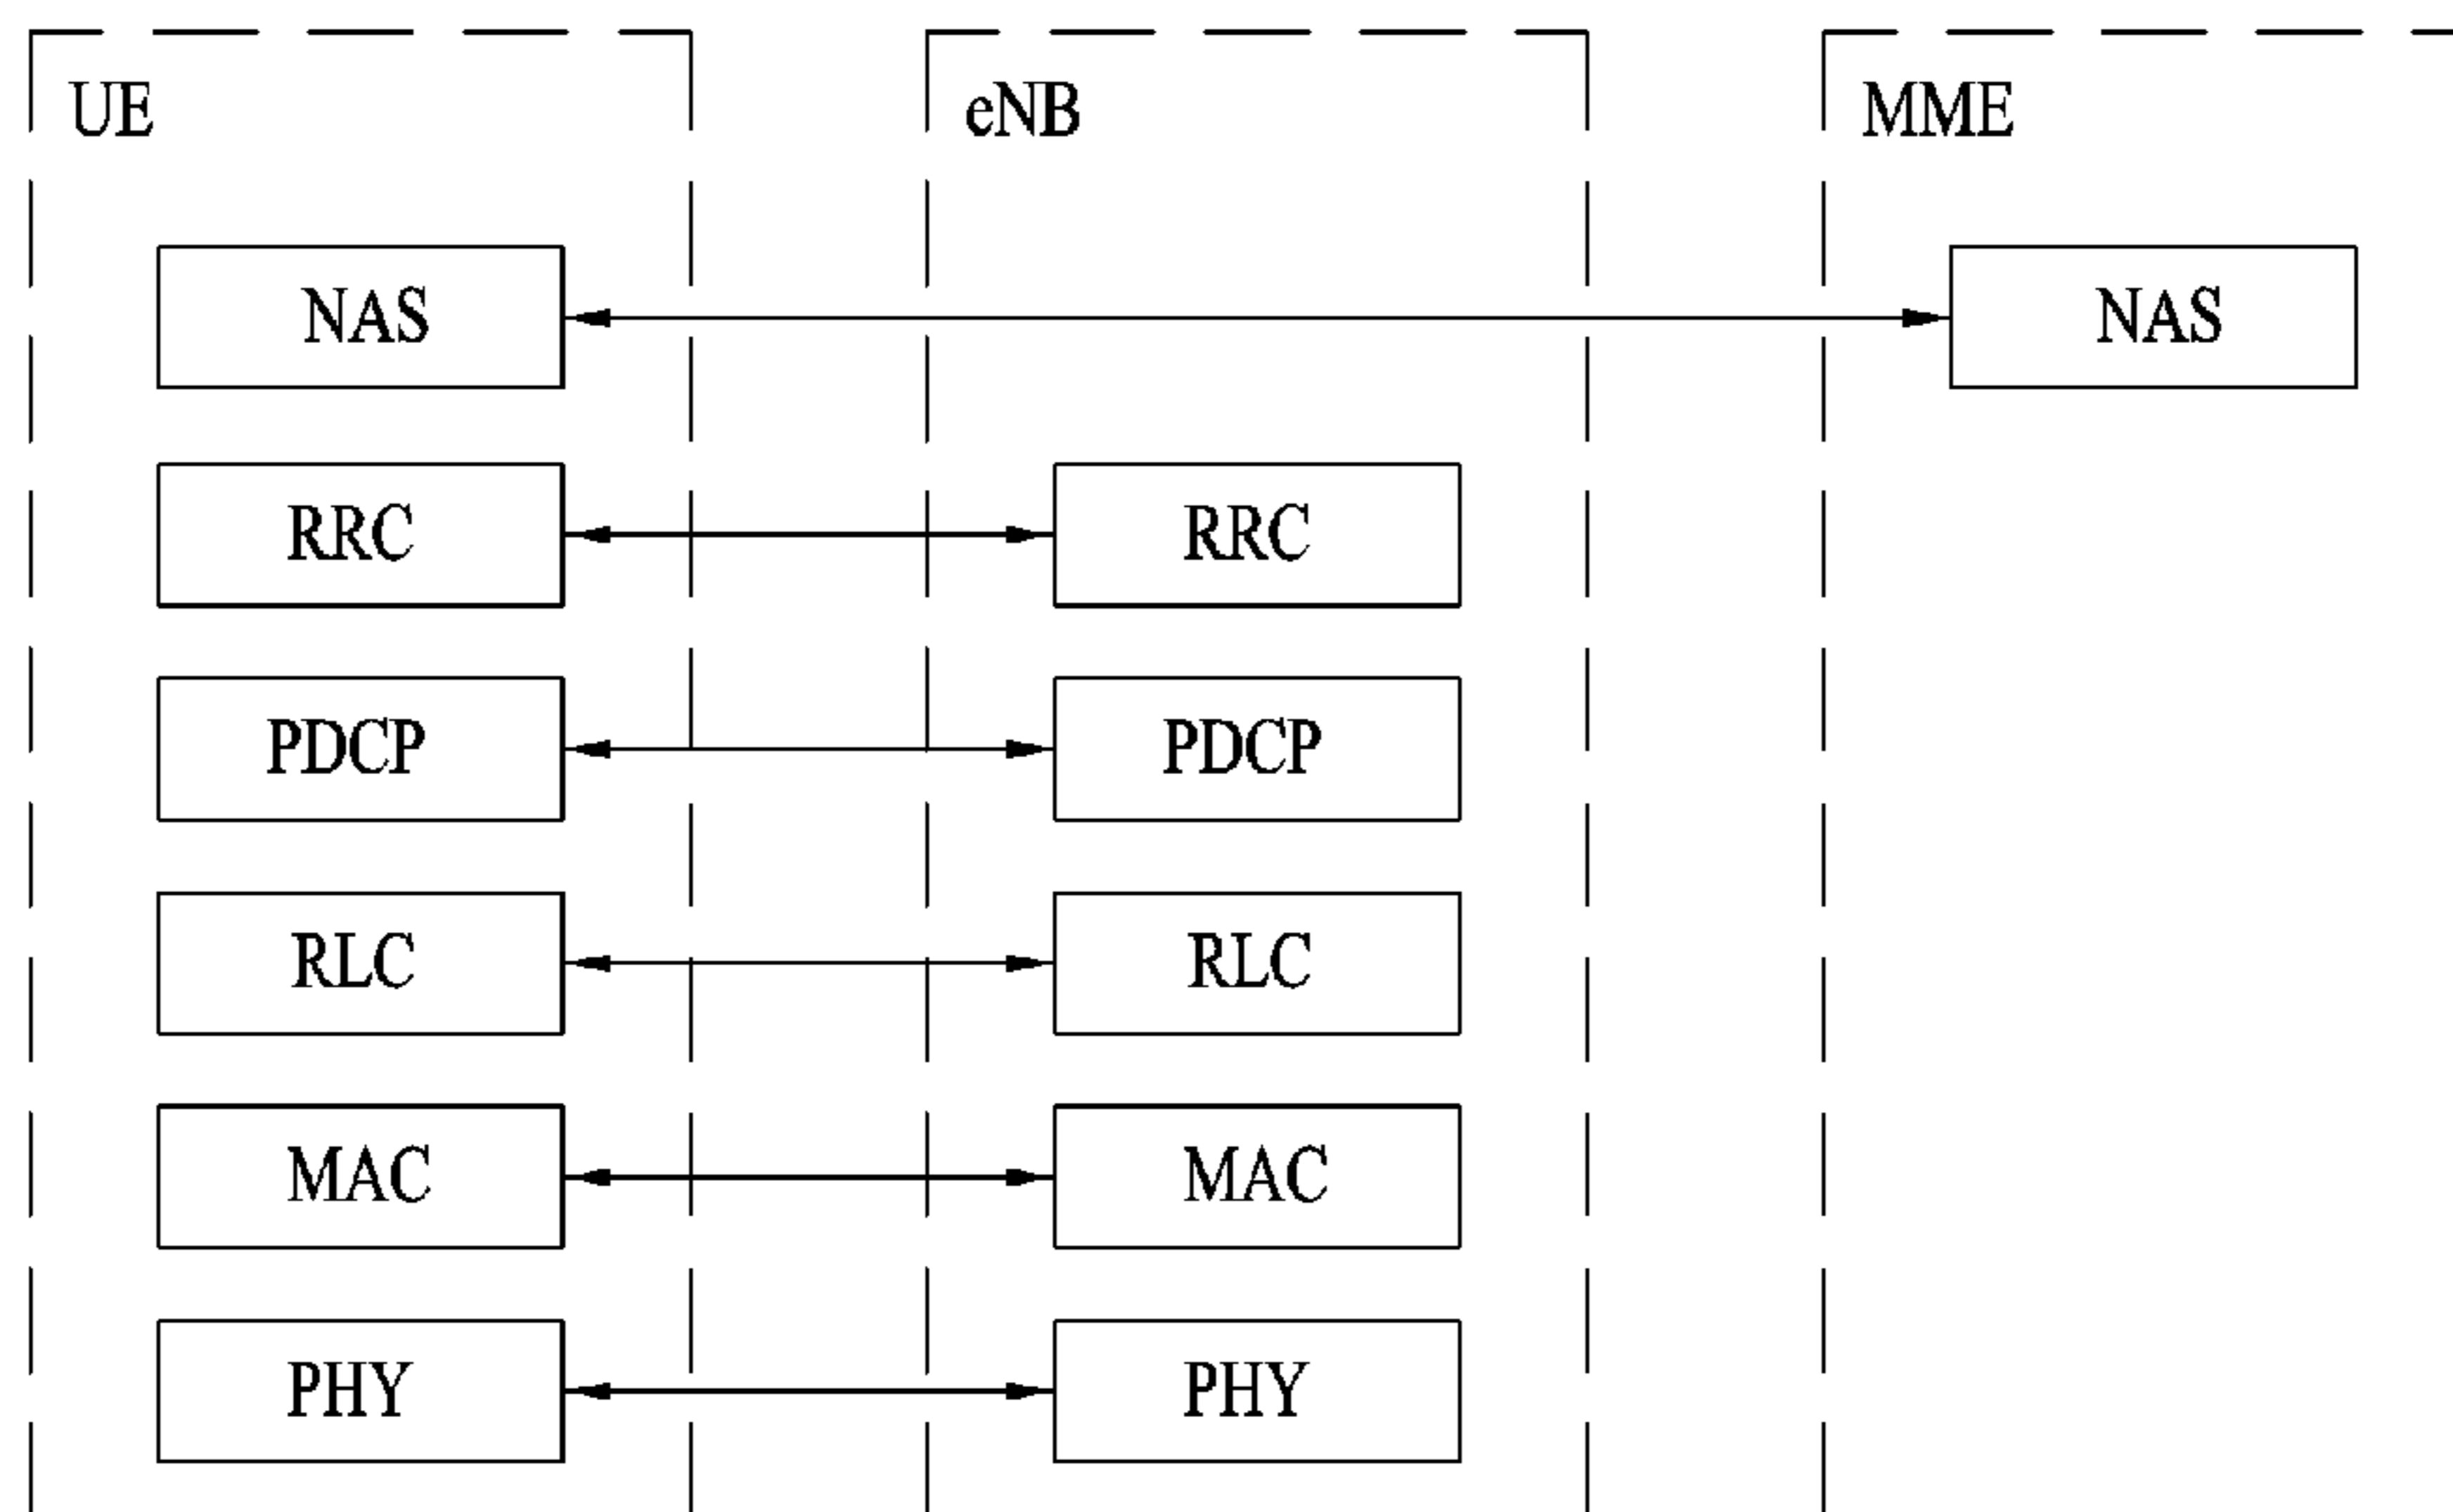 UE eNB MME
NAS NAS
RRC RRC
PDCP PDCP
RLC RLC
MAC MAC
PHY PHY